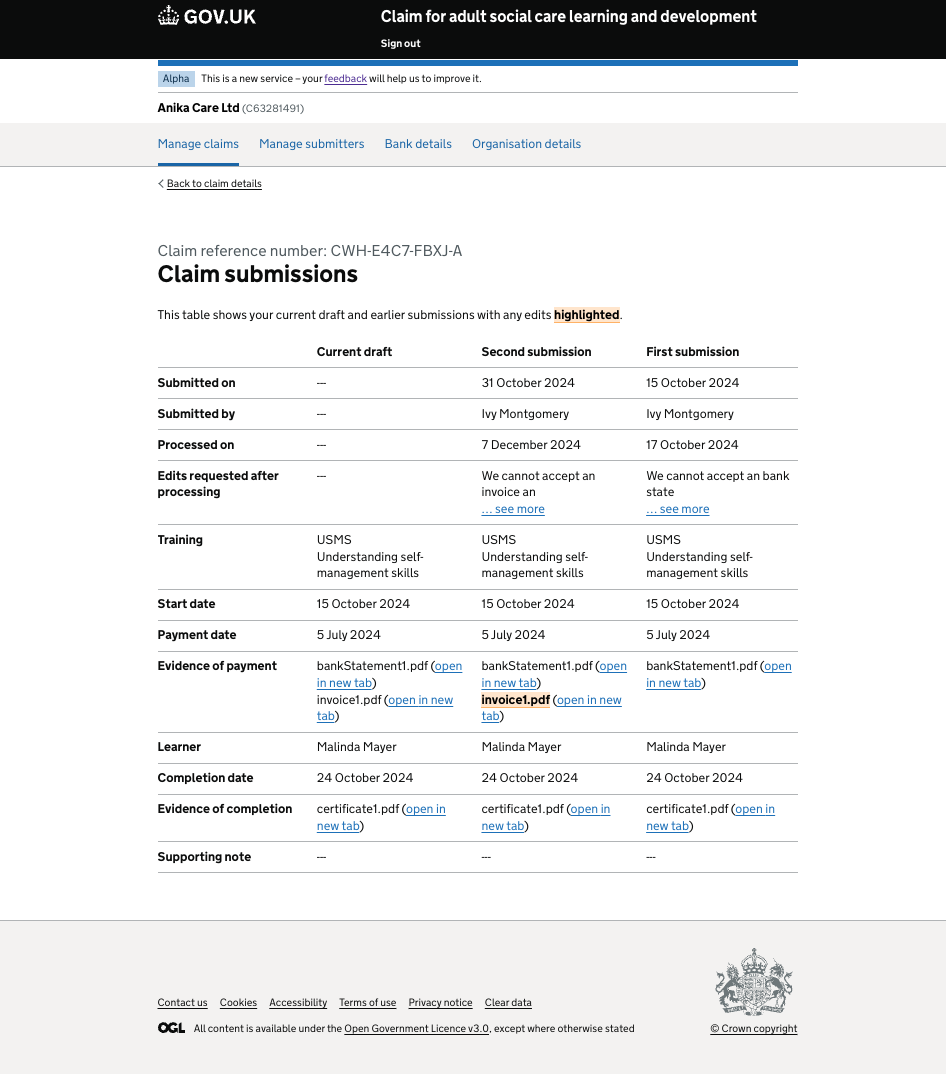 GOV.UK
Claim for adult social care learning and development
Sign out
Alpha This is a new service – your feedback will help us to improve it.
Anika Care Ltd (C63281491)
Manage claims Manage submitters Bank details Organisation details
Back to claim details
Claim reference number: CWH-E4C7-FBXJ-A
Claim submissions
This table shows your current draft and earlier submissions with any edits highlighted.
Current draft Second submission First submission
Submitted on --- 31 October 2024 15 October 2024
Submitted by --- Ivy Montgomery Ivy Montgomery
Processed on --- 7 December 2024 17 October 2024
Edits requested after --- We cannot accept an We cannot accept an bank
processing invoice an state
... see more ... see more
Training USMS USMS USMS
Understanding self- Understanding self- Understanding self-
management skills management skills management skills
Start date 15 October 2024 15 October 2024 15 October 2024
Payment date 5 July 2024 5 July 2024 5 July 2024
Evidence of payment bankStatement1.pdf (open bankStatement1.pdf (open bankStatement1.pdf (open
in new tab) in new tab) in new tab)
invoice1.pdf (open in new invoice1.pdf (open in new
tab) tab)
Learner Malinda Mayer Malinda Mayer Malinda Mayer
Completion date 24 October 2024 24 October 2024 24 October 2024
Evidence of completion certificate1.pdf (open in certificate1.pdf (open in certificate1.pdf (open in
new tab) new tab) new tab)
Supporting note --- --- ---
Contact us Cookies Accessibility Terms of use Privacy notice Clear data
OGL All content is available under the Open Government Licence v3.0, except where otherwise stated
© Crown copyright